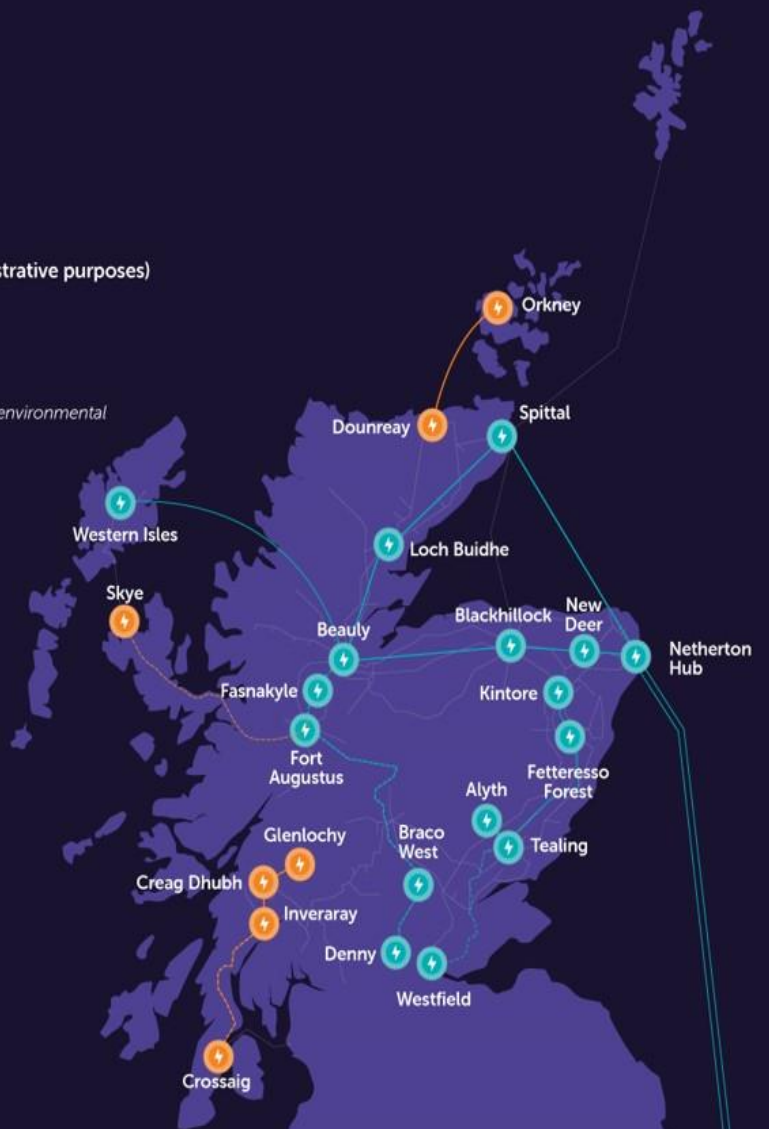 strative purposes)
Orkney
environmental
Spittal
Dounreay
Western Isles
Loch Buidhe
Skye
Beauly
Blackhillock
New
Deer
Netherton
Hub
Fasnakyle
Kintore
Fort
Augustus
Fetteresso
Forest
Alyth
Braco
West
Tealing
Glenlochy
Creag Dhubh
Inveraray
Denny
Westfield
Crossaig